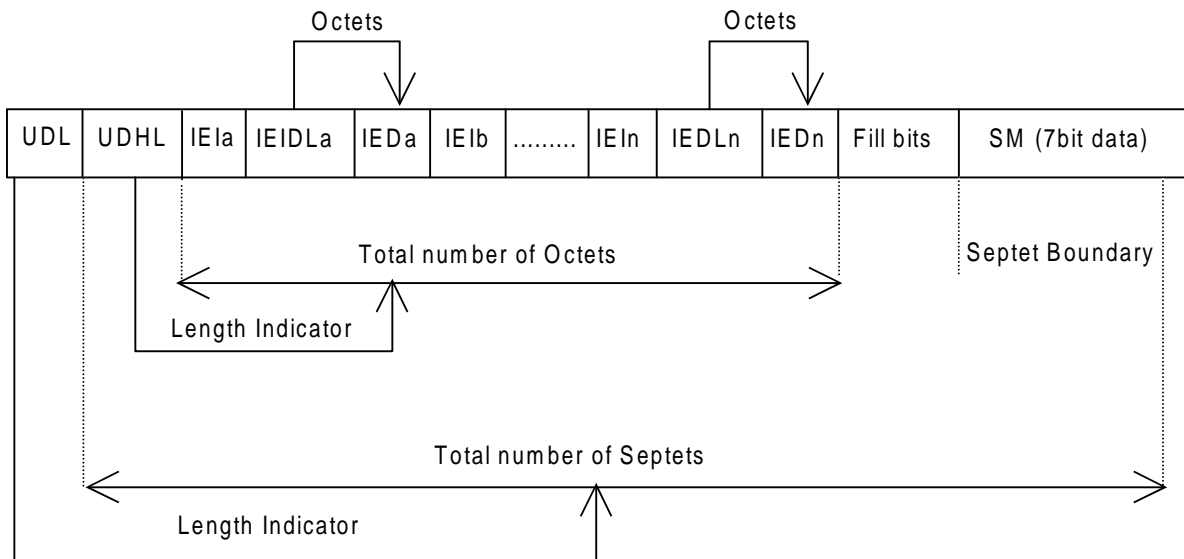 Octets Octets
UDL UDHL IEIa IEIDLa IEDa IEIb ......... IEIn IEDLn IEDn Fill bits SM (7bit data)
Total number of Octets
Septet Boundary
Length Indicator
Total number of Septets
Length Indicator